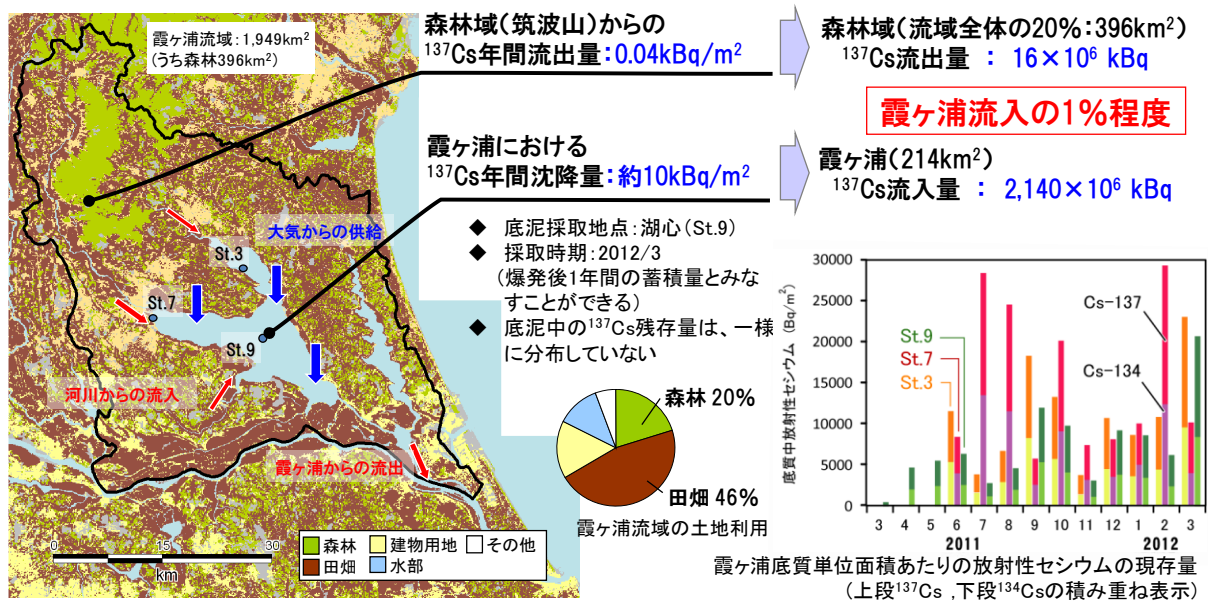 霞ヶ浦流域:1,949km²
(うち森林396km²)
森林域(筑波山)からの
¹³⁷Cs年間流出量:0.04kBq/m²
森林域(流域全体の20%:396km²)
¹³⁷Cs流出量 : 16×10⁶ kBq
霞ヶ浦流入の1%程度
霞ヶ浦における
¹³⁷Cs年間沈降量:約10kBq/m²
霞ヶ浦(214km²)
¹³⁷Cs流入量 : 2,140×10⁶ kBq
◆ 底泥採取地点:湖心(St.9)
◆ 採取時期:2012/3
(爆発後1年間の蓄積量とみな
すことができる)
◆ 底泥中の¹³⁷Cs残存量は、一様
に分布していない
大気からの供給
St.3
St.7
St.9
河川からの流入
霞ヶ浦からの流出
0 15 30
km
森林 建物用地 その他
田畑 水部
森林 20%
田畑 46%
霞ヶ浦流域の土地利用
底質中放射性セシウム (Bq/m²)
30000
25000
20000
15000
10000
5000
0
St.9
St.7
St.3
Cs-137
Cs-134
3 4 5 6 7 8 9 10 11 12 1 2 3
2011 2012
霞ヶ浦底質単位面積あたりの放射性セシウムの現存量
(上段¹³⁷Cs ,下段¹³⁴Csの積み重ね表示)